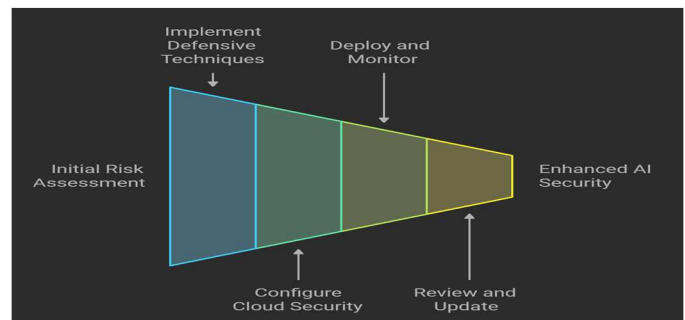 Implement
Defensive
Techniques
Deploy and
Monitor
Initial Risk
Assessment
Enhanced AI
Security
Configure
Cloud Security
Review and
Update